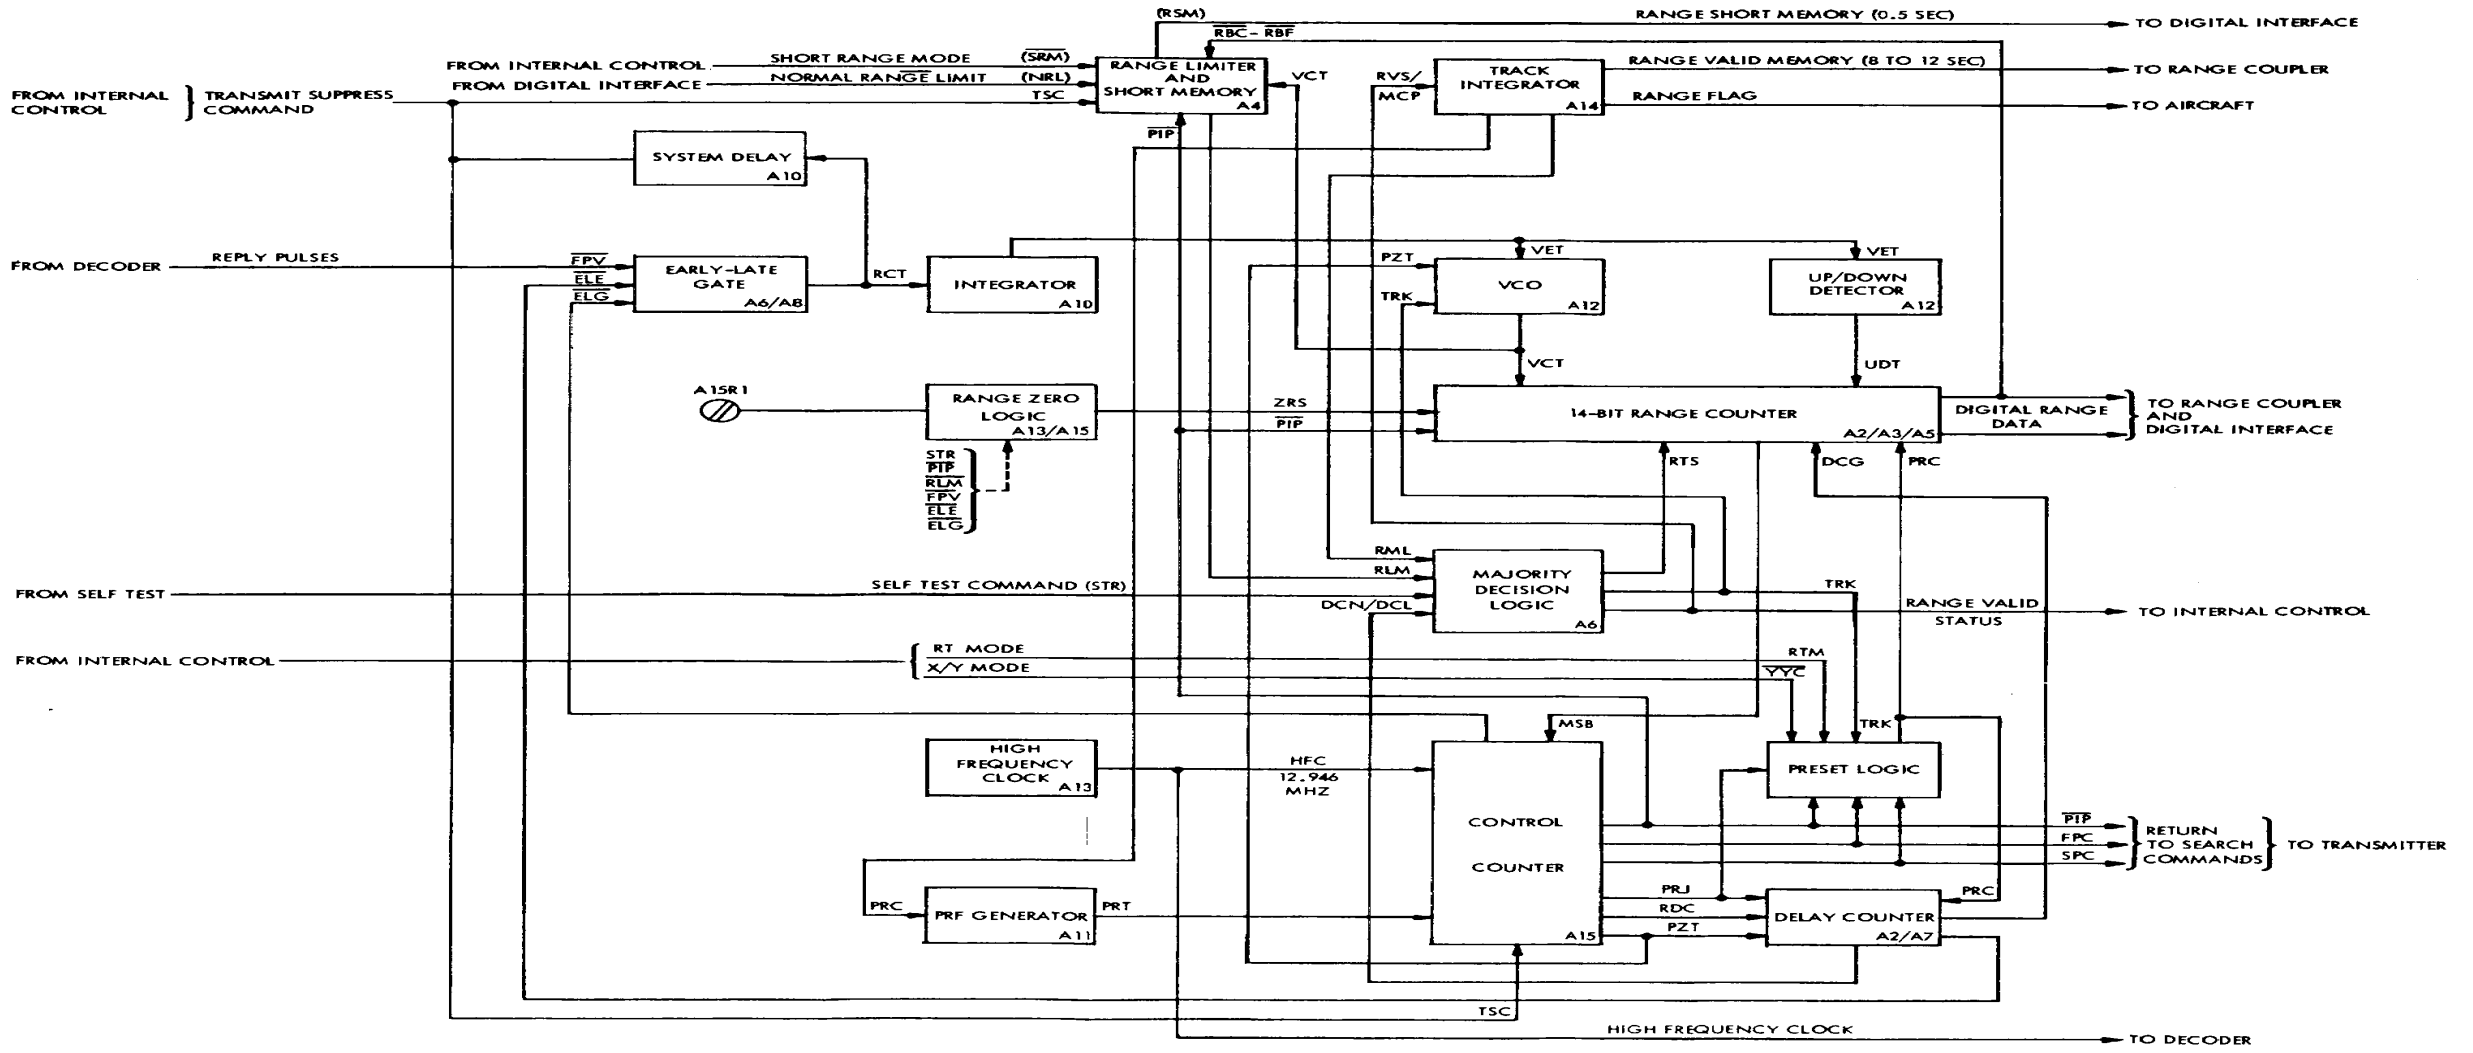 (RSM)
RANGE SHORT MEMORY (0.5 SEC)
TO DIGITAL INTERFACE
RBC- RBF
FROM INTERNAL CONTROL
SHORT RANGE MODE
(SRM)
RANGE LIMITER
AND
SHORT MEMORY
A4
VCT
RVS/
MCP
TRACK
INTEGRATOR
A14
RANGE VALID MEMORY (8 TO 12 SEC)
TO RANGE COUPLER
FROM DIGITAL INTERFACE
NORMAL RANGE LIMIT
(NRL)
FROM INTERNAL
CONTROL
TRANSMIT SUPPRESS
COMMAND
TSC
RANGE FLAG
TO AIRCRAFT
PIP
SYSTEM DELAY
A10
FROM DECODER
REPLY PULSES
FPV
ELE
ELG
EARLY-LATE
GATE
A6/A8
RCT
INTEGRATOR
A10
PZT
TRK
VET
VCO
A12
VET
UP/DOWN
DETECTOR
A12
VCT
UDT
A15R1
RANGE ZERO
LOGIC
A13/A15
ZRS
PIP
14-BIT RANGE COUNTER
A2/A3/A5
DIGITAL RANGE
DATA
TO RANGE COUPLER
AND
DIGITAL INTERFACE
STR
PIP
RLM
FPV
ELE
ELG
RTS
DCG
PRC
FROM SELF TEST
SELF TEST COMMAND (STR)
RML
RLM
DCN/DCL
MAJORITY
DECISION
LOGIC
A6
TRK
RANGE VALID
STATUS
TO INTERNAL CONTROL
FROM INTERNAL CONTROL
RT MODE
X/Y MODE
RTM
YYC
HIGH
FREQUENCY
CLOCK
A13
HFC
12.946
MHZ
MSB
TRK
PRESET LOGIC
CONTROL
COUNTER
A15
PIP
FPC
SPC
RETURN
TO SEARCH
COMMANDS
TO TRANSMITTER
PRC
PRF GENERATOR
A11
PRT
PRJ
RDC
PZT
DELAY COUNTER
A2/A7
PRC
TSC
HIGH FREQUENCY CLOCK
TO DECODER